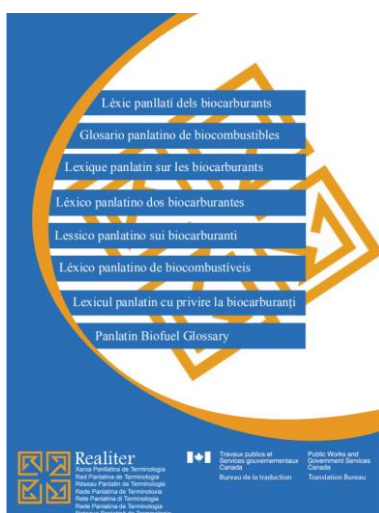 Lèxic panllatí dels biocarburants
Glosario panlatino de biocombustibles
Lexique panlatin sur les biocarburants
Léxico panlatino dos biocarburantes
Lessico panlatino sui biocarburanti
Léxico panlatino de biocombustíveis
Lexicul panlatin cu privire la biocarburanți
Panlatin Biofuel Glossary
Realiter
Xarxa Panllatina de Terminologia
Red Panlatina de Terminología
Réseau Panlatin de Terminologie
Rede Panlatina de Terminoloxía
Rete Panlatina di Terminologia
Rede Panlatina de Terminologia
Travaux publics et
Services gouvernementaux
Canada
Bureau de la traduction
Public Works and
Government Services
Canada
Translation Bureau